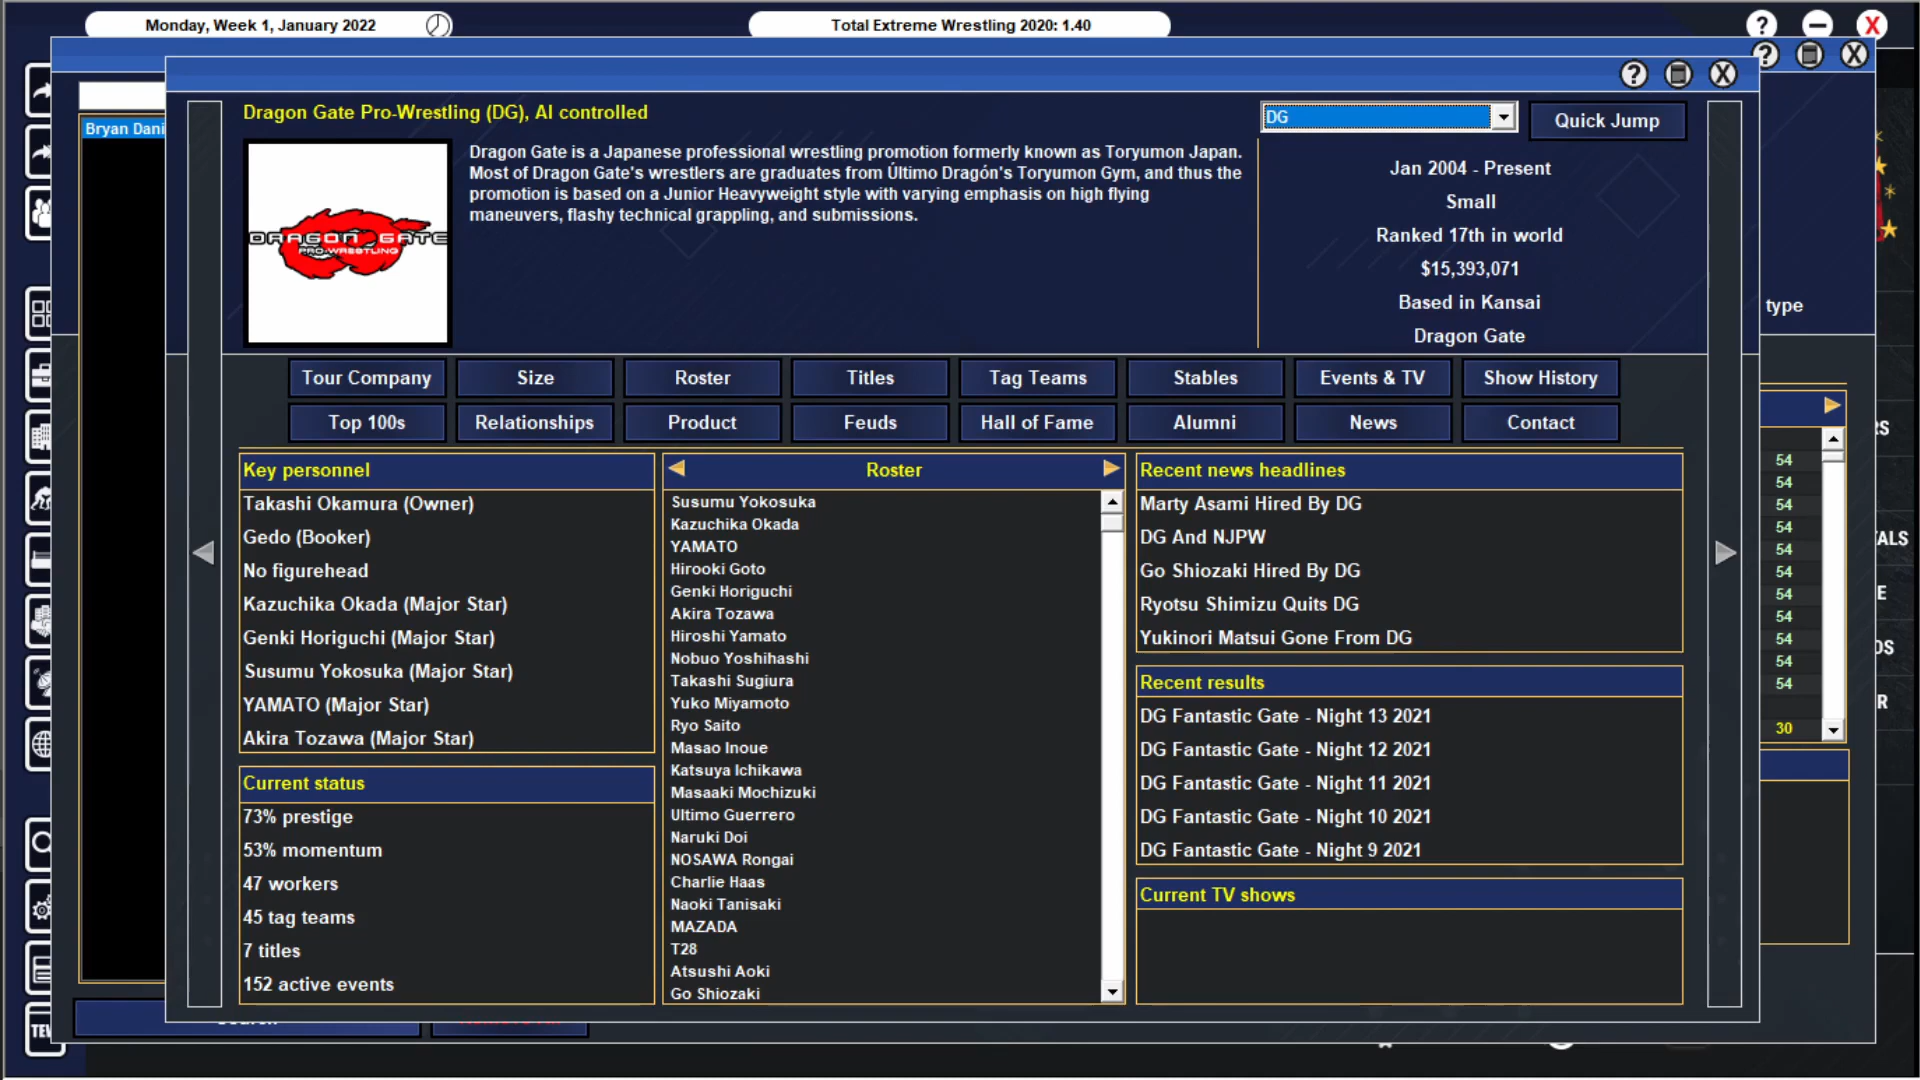 Monday, Week 1, January 2022
Total Extreme Wrestling 2020: 1.40
Bryan Dani
Dragon Gate Pro-Wrestling (DG), AI controlled
DG
Quick Jump
DRAGON GATE
PRO-WRESTLING
Dragon Gate is a Japanese professional wrestling promotion formerly known as Toryumon Japan.
Most of Dragon Gate's wrestlers are graduates from Último Dragón's Toryumon Gym, and thus the
promotion is based on a Junior Heavyweight style with varying emphasis on high flying
maneuvers, flashy technical grappling, and submissions.
Jan 2004 - Present
Small
Ranked 17th in world
$15,393,071
Based in Kansai
Dragon Gate
type
Tour Company
Size
Roster
Titles
Tag Teams
Stables
Events & TV
Show History
Top 100s
Relationships
Product
Feuds
Hall of Fame
Alumni
News
Contact
Key personnel
Takashi Okamura (Owner)
Gedo (Booker)
No figurehead
Kazuchika Okada (Major Star)
Genki Horiguchi (Major Star)
Susumu Yokosuka (Major Star)
YAMATO (Major Star)
Akira Tozawa (Major Star)
Current status
73% prestige
53% momentum
47 workers
45 tag teams
7 titles
152 active events
Roster
Susumu Yokosuka
Kazuchika Okada
YAMATO
Hirooki Goto
Genki Horiguchi
Akira Tozawa
Hiroshi Yamato
Nobuo Yoshihashi
Takashi Sugiura
Yuko Miyamoto
Ryo Saito
Masao Inoue
Katsuya Ichikawa
Masaaki Mochizuki
Ultimo Guerrero
Naruki Doi
NOSAWA Rongai
Charlie Haas
Naoki Tanisaki
MAZADA
T28
Atsushi Aoki
Go Shiozaki
Recent news headlines
Marty Asami Hired By DG
DG And NJPW
Go Shiozaki Hired By DG
Ryotsu Shimizu Quits DG
Yukinori Matsui Gone From DG
Recent results
DG Fantastic Gate - Night 13 2021
DG Fantastic Gate - Night 12 2021
DG Fantastic Gate - Night 11 2021
DG Fantastic Gate - Night 10 2021
DG Fantastic Gate - Night 9 2021
Current TV shows
54
54
54
54
54
54
54
54
54
54
54
30